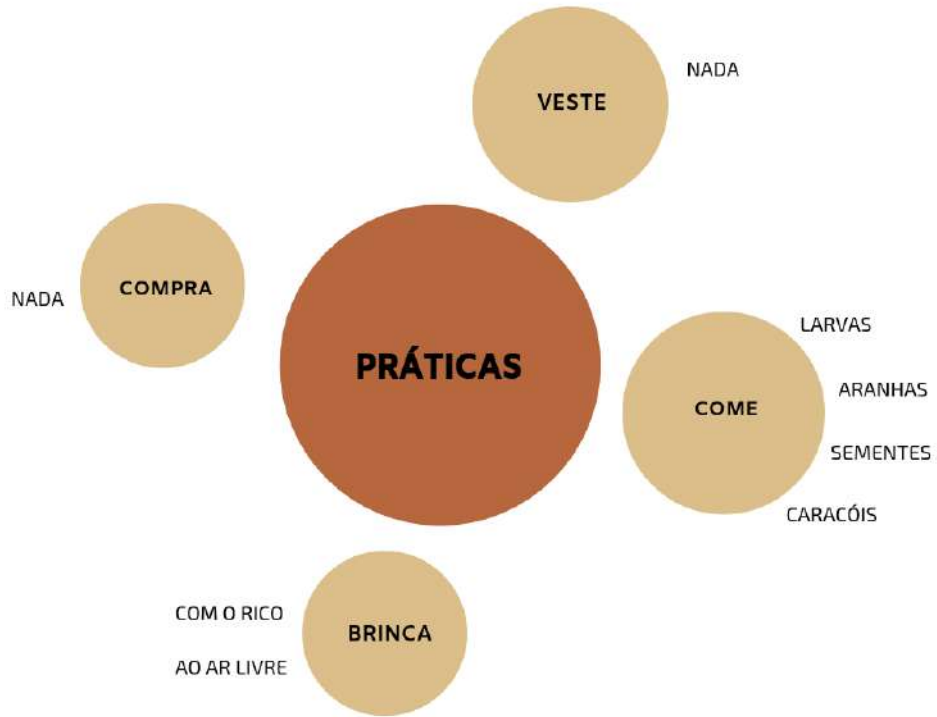 VESTE
NADA
COMPRA
NADA
PRÁTICAS
COME
LARVAS
ARANHAS
SEMENTES
CARACÓIS
BRINCA
COM O RICO
AO AR LIVRE